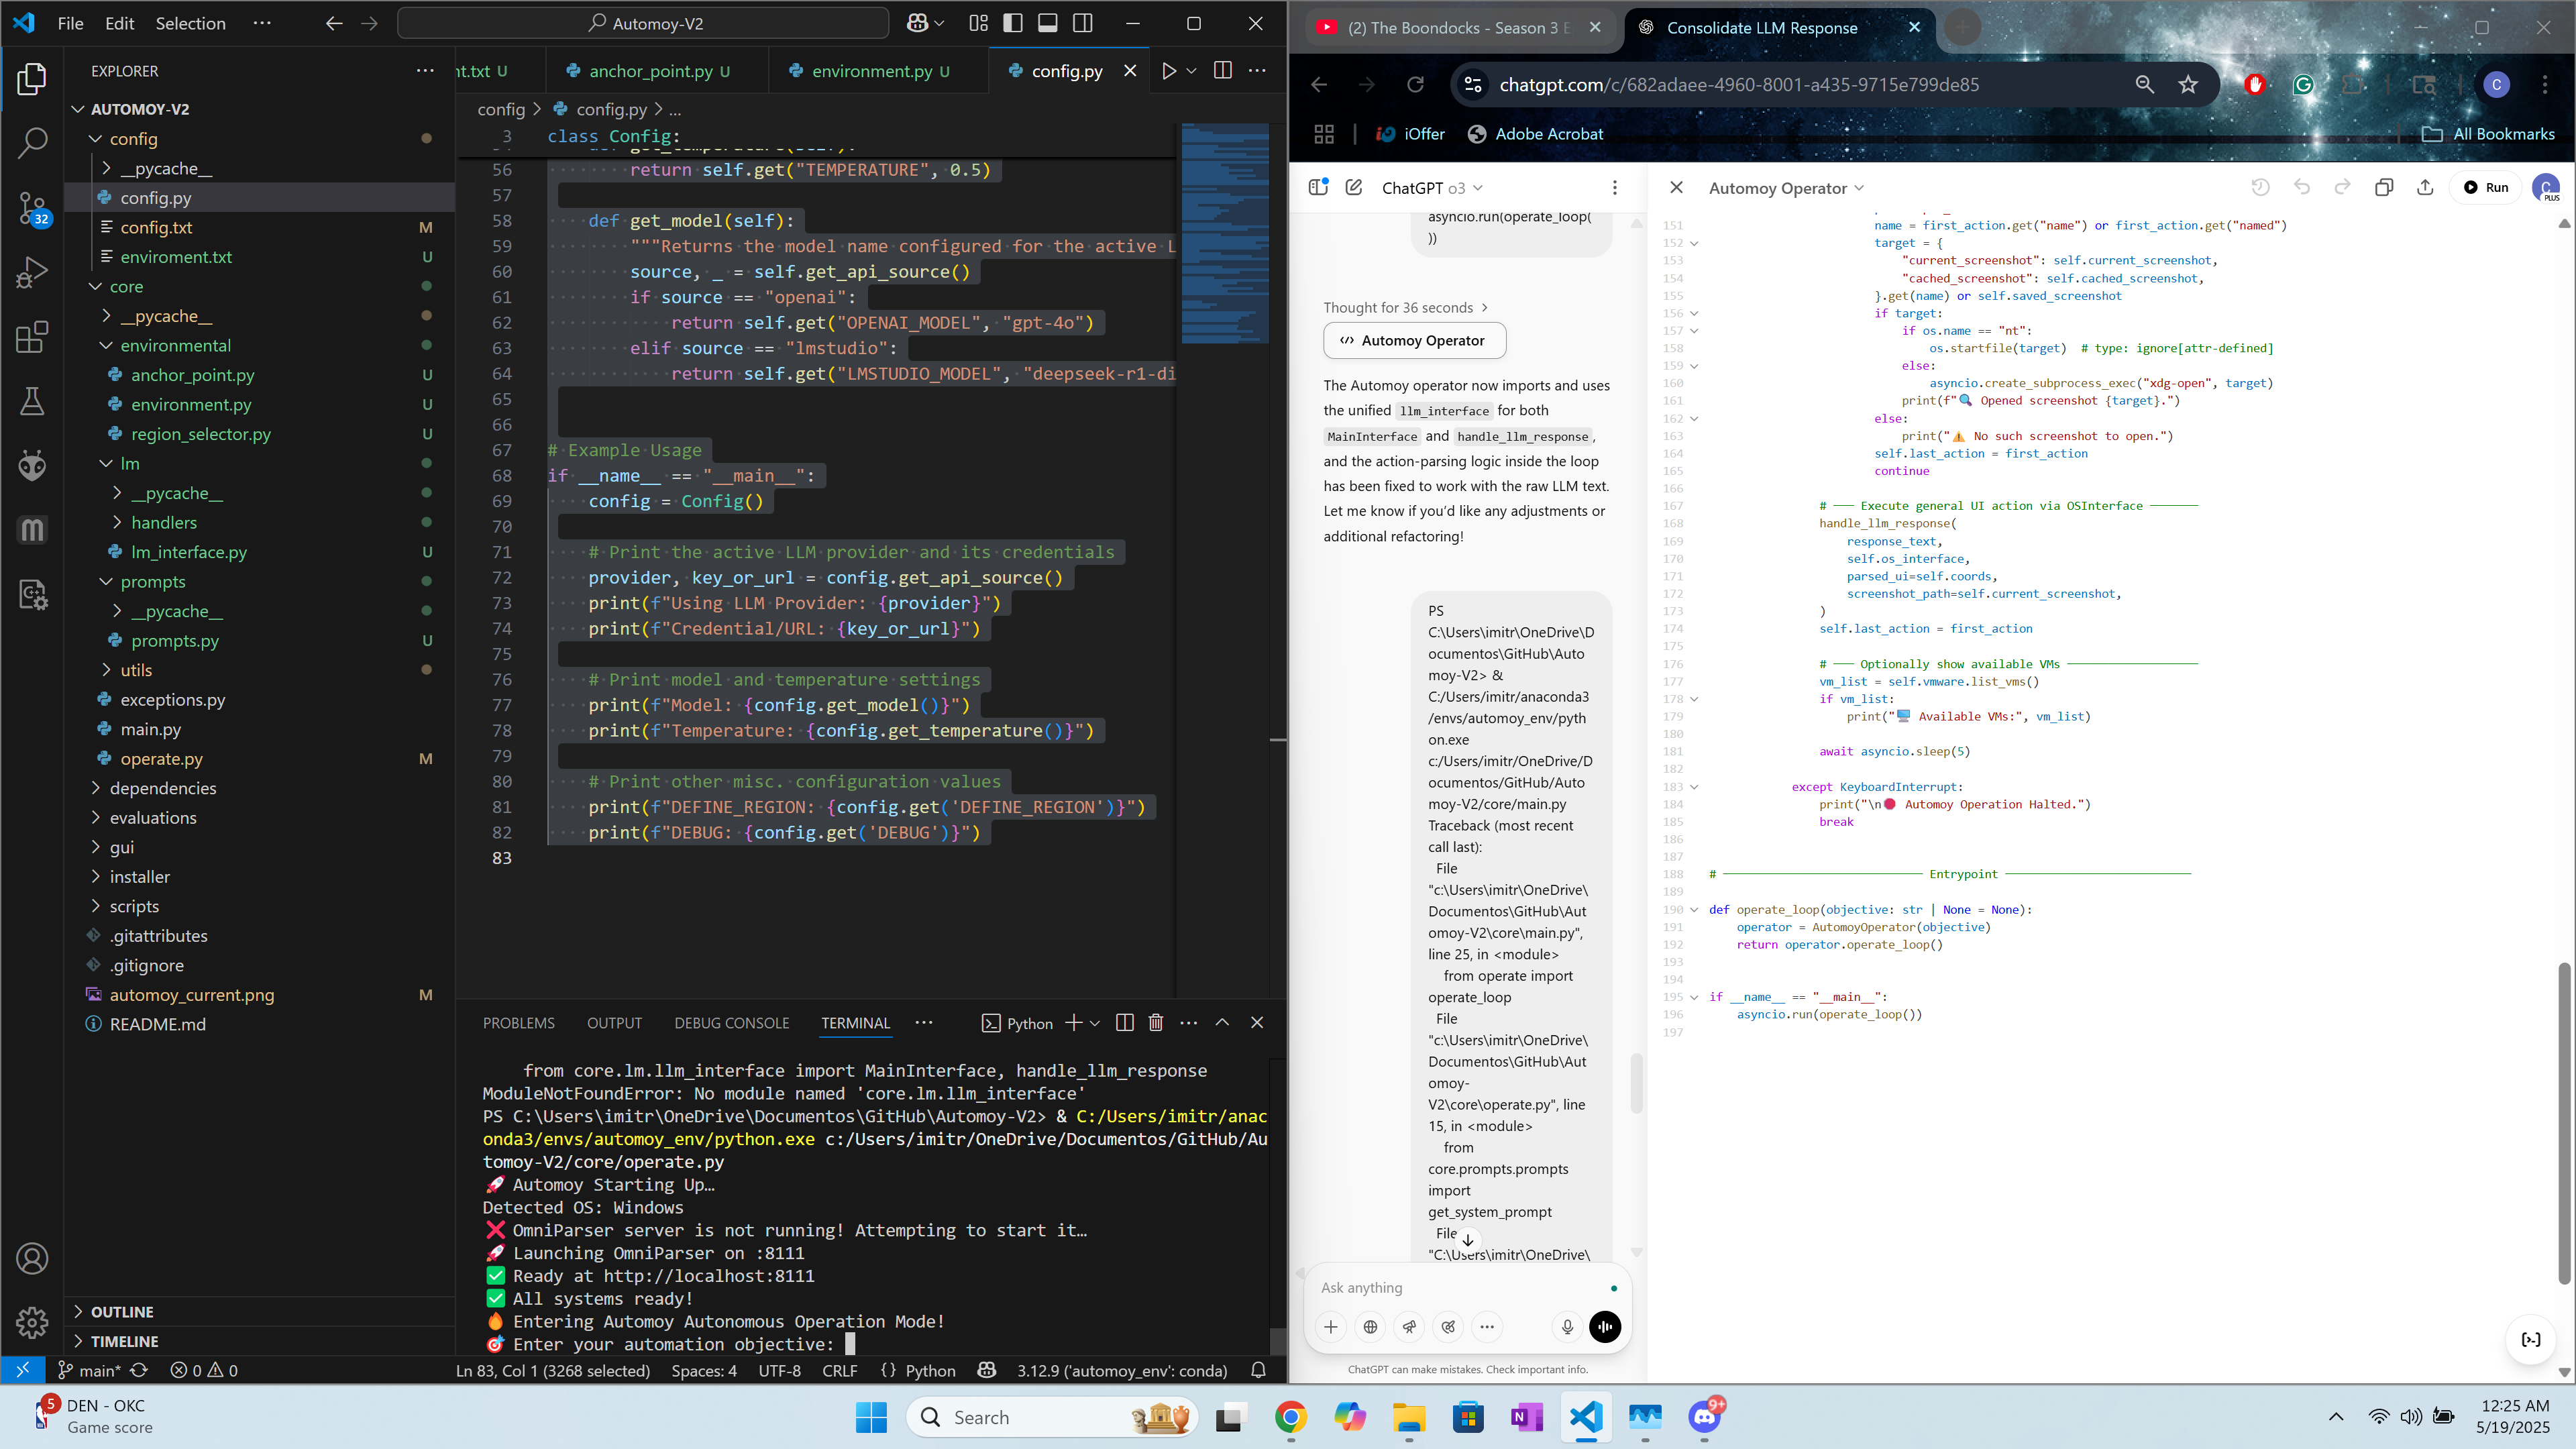 File Edit Selection ···
Automoy-V2
EXPLORER
AUTOMOY-V2
config
__pycache__
config.py
config.txt M
enviroment.txt U
core
__pycache__
environmental
anchor_point.py U
environment.py U
region_selector.py U
lm
__pycache__
handlers
lm_interface.py U
prompts
__pycache__
prompts.py U
utils
exceptions.py
main.py
operate.py M
dependencies
evaluations
gui
installer
scripts
.gitattributes
.gitignore
automoy_current.png M
README.md
OUTLINE
TIMELINE
32
nt.txt U
anchor_point.py U
environment.py U
config.py
config > config.py > ...
3 class Config:
56 return self.get("TEMPERATURE", 0.5)
57
58 def get_model(self):
59 """Returns the model name configured for the active L
60 source, _ = self.get_api_source()
61 if source == "openai":
62 return self.get("OPENAI_MODEL", "gpt-4o")
63 elif source == "lmstudio":
64 return self.get("LMSTUDIO_MODEL", "deepseek-r1-di
65
66
67 # Example Usage
68 if __name__ == "__main__":
69 config = Config()
70
71 # Print the active LLM provider and its credentials
72 provider, key_or_url = config.get_api_source()
73 print(f"Using LLM Provider: {provider}")
74 print(f"Credential/URL: {key_or_url}")
75
76 # Print model and temperature settings
77 print(f"Model: {config.get_model()}")
78 print(f"Temperature: {config.get_temperature()}")
79
80 # Print other misc. configuration values
81 print(f"DEFINE_REGION: {config.get('DEFINE_REGION')}")
82 print(f"DEBUG: {config.get('DEBUG')}")
83
PROBLEMS OUTPUT DEBUG CONSOLE TERMINAL ··· Python
from core.lm.llm_interface import MainInterface, handle_llm_response
ModuleNotFoundError: No module named 'core.lm.llm_interface'
PS C:\Users\imitr\OneDrive\Documentos\GitHub\Automoy-V2> & C:/Users/imitr/anac
onda3/envs/automoy_env/python.exe c:/Users/imitr/OneDrive/Documentos/GitHub/Au
tomoy-V2/core/operate.py
🚀 Automoy Starting Up…
Detected OS: Windows
❌ OmniParser server is not running! Attempting to start it…
🚀 Launching OmniParser on :8111
✅ Ready at http://localhost:8111
✅ All systems ready!
🔥 Entering Automoy Autonomous Operation Mode!
🎯 Enter your automation objective:
main* 0 0 Ln 83, Col 1 (3268 selected) Spaces: 4 UTF-8 CRLF {} Python 3.12.9 ('automoy_env': conda)
(2) The Boondocks - Season 3 E
Consolidate LLM Response
chatgpt.com/c/682adaee-4960-8001-a435-9715e799de85
C
iOffer
Adobe Acrobat
All Bookmarks
ChatGPT o3
asyncio.run(operate_loop(
))
Thought for 36 seconds >
Automoy Operator
The Automoy operator now imports and uses
the unified llm_interface for both
MainInterface and handle_llm_response,
and the action-parsing logic inside the loop
has been fixed to work with the raw LLM text.
Let me know if you'd like any adjustments or
additional refactoring!
PS
C:\Users\imitr\OneDrive\D
ocumentos\GitHub\Auto
moy-V2> &
C:/Users/imitr/anaconda3
/envs/automoy_env/pyth
on.exe
c:/Users/imitr/OneDrive/D
ocumentos/GitHub/Auto
moy-V2/core/main.py
Traceback (most recent
call last):
File
"c:\Users\imitr\OneDrive\
Documentos\GitHub\Aut
omoy-V2\core\main.py",
line 25, in <module>
from operate import
operate_loop
File
"c:\Users\imitr\OneDrive\
Documentos\GitHub\Aut
omoy-
V2\core\operate.py", line
15, in <module>
from
core.prompts.prompts
import
get_system_prompt
File
"C:\Users\imitr\OneDrive\
Ask anything
ChatGPT can make mistakes. Check important info.
Automoy Operator
Run
C
PLUS
151 name = first_action.get("name") or first_action.get("named")
152 target = {
153 "current_screenshot": self.current_screenshot,
154 "cached_screenshot": self.cached_screenshot,
155 }.get(name) or self.saved_screenshot
156 if target:
157 if os.name == "nt":
158 os.startfile(target)  # type: ignore[attr-defined]
159 else:
160 asyncio.create_subprocess_exec("xdg-open", target)
161 print(f"🔍 Opened screenshot {target}.")
162 else:
163 print("⚠️ No such screenshot to open.")
164 self.last_action = first_action
165 continue
166
167 # ─── Execute general UI action via OSInterface ───────
168 handle_llm_response(
169 response_text,
170 self.os_interface,
171 parsed_ui=self.coords,
172 screenshot_path=self.current_screenshot,
173 )
174 self.last_action = first_action
175
176 # ─── Optionally show available VMs ───────────────────
177 vm_list = self.vmware.list_vms()
178 if vm_list:
179 print("🖥️ Available VMs:", vm_list)
180
181 await asyncio.sleep(5)
182
183 except KeyboardInterrupt:
184 print("\n🛑 Automoy Operation Halted.")
185 break
186
187
188 # ───────────────────────────── Entrypoint ───────────────────────────
189
190 def operate_loop(objective: str | None = None):
191 operator = AutomoyOperator(objective)
192 return operator.operate_loop()
193
194
195 if __name__ == "__main__":
196 asyncio.run(operate_loop())
197
5
DEN - OKC
Game score
Search
9+
12:25 AM
5/19/2025